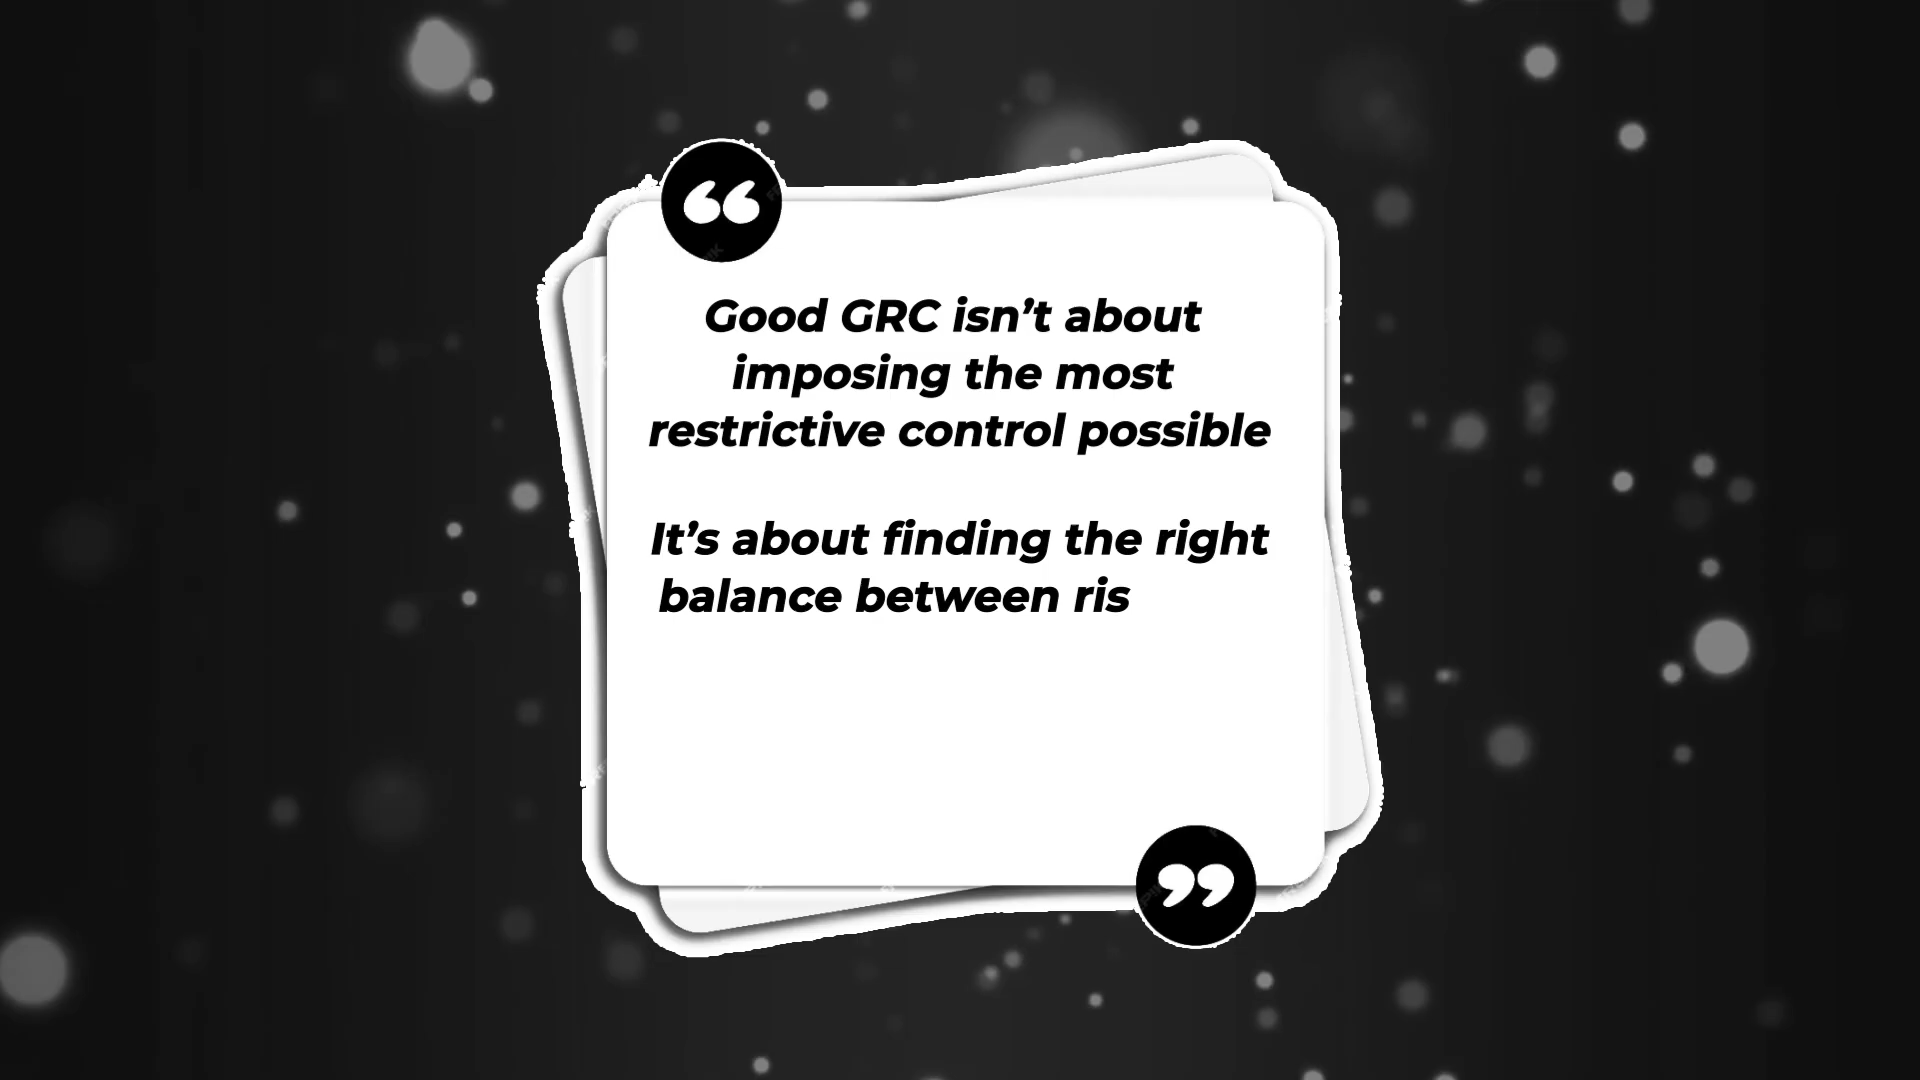 Good GRC isn’t about
imposing the most
restrictive control possible
It’s about finding the right
balance between ris